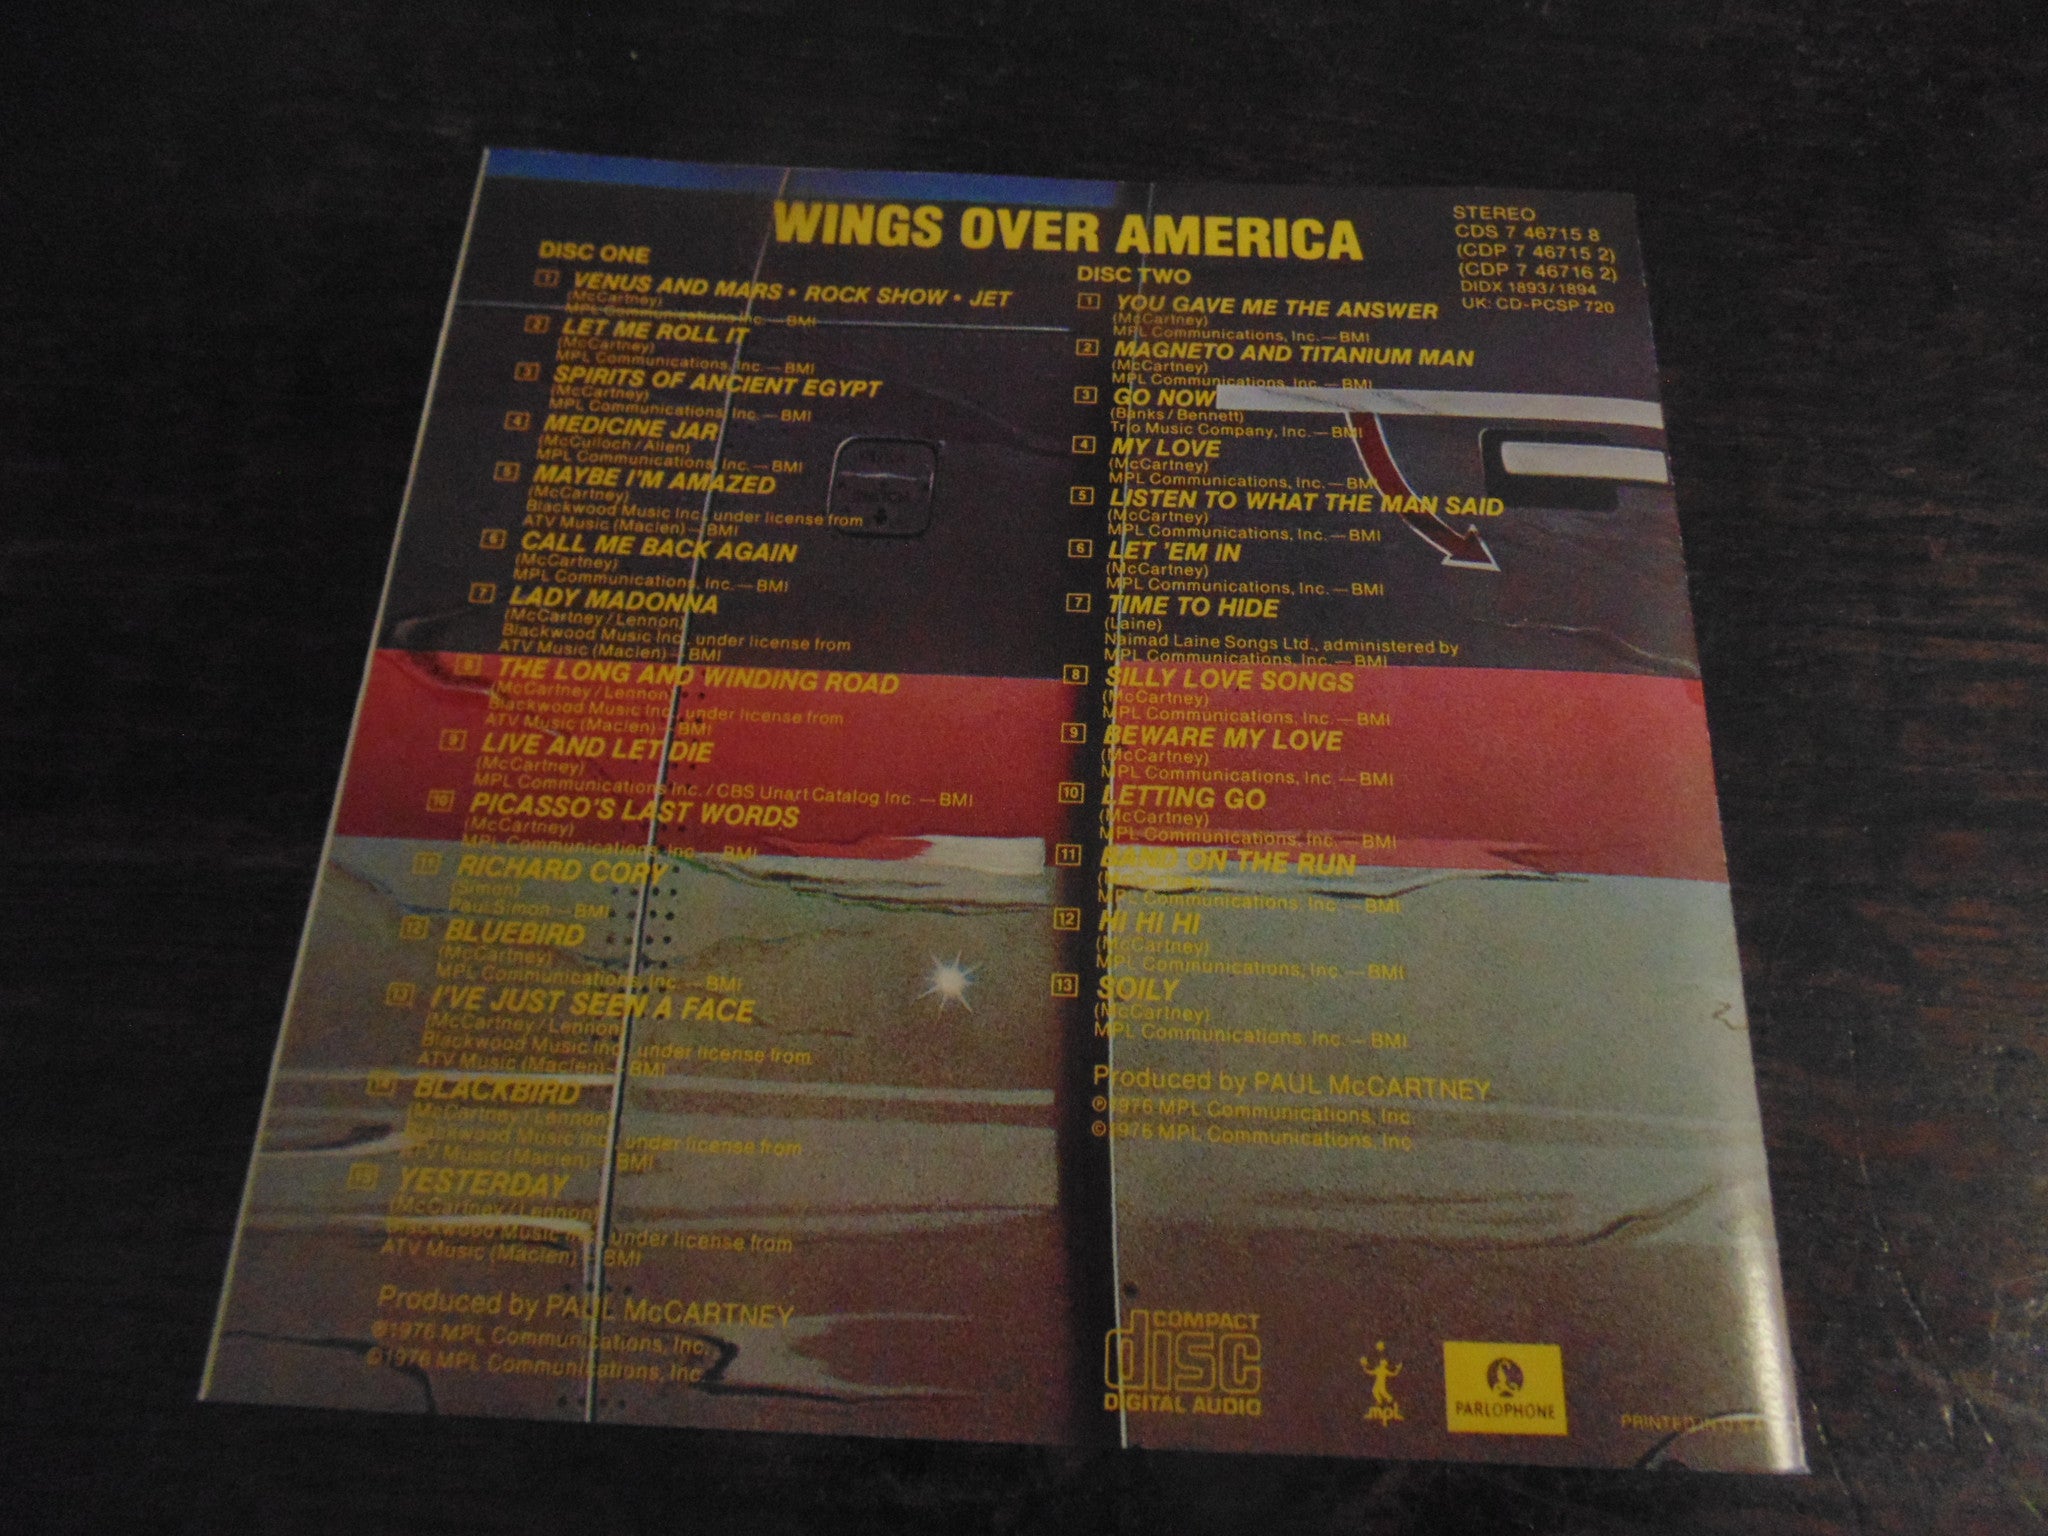 WINGS OVER AMERICA
STEREO
CDS 7 46715 8
(CDP 7 46715 2)
(CDP 7 46716 2)
DIDX 1893/1894
UK: CD-PCSP 720
DISC ONE
1 VENUS AND MARS • ROCK SHOW • JET
(McCartney)
MPL Communications, Inc. — BMI
2 LET ME ROLL IT
(McCartney)
MPL Communications, Inc. — BMI
3 SPIRITS OF ANCIENT EGYPT
(McCartney)
MPL Communications, Inc. — BMI
4 MEDICINE JAR
(McCulloch/Allen)
MPL Communications, Inc. — BMI
5 MAYBE I'M AMAZED
(McCartney)
Blackwood Music Inc., under license from
ATV Music (Maclen) — BMI
6 CALL ME BACK AGAIN
(McCartney)
MPL Communications, Inc. — BMI
7 LADY MADONNA
(McCartney/Lennon)
Blackwood Music Inc., under license from
ATV Music (Maclen) — BMI
8 THE LONG AND WINDING ROAD
(McCartney/Lennon)
Blackwood Music Inc., under license from
ATV Music (Maclen) — BMI
9 LIVE AND LET DIE
(McCartney)
MPL Communications Inc. / CBS Unart Catalog Inc. — BMI
10 PICASSO'S LAST WORDS
(McCartney)
MPL Communications, Inc. — BMI
11 RICHARD CORY
(Simon)
Paul Simon — BMI
12 BLUEBIRD
(McCartney)
MPL Communications, Inc. — BMI
13 I'VE JUST SEEN A FACE
(McCartney/Lennon)
Blackwood Music Inc., under license from
ATV Music (Maclen) — BMI
14 BLACKBIRD
(McCartney/Lennon)
Blackwood Music Inc., under license from
ATV Music (Maclen) — BMI
15 YESTERDAY
(McCartney/Lennon)
Blackwood Music Inc., under license from
ATV Music (Maclen) — BMI
Produced by PAUL McCARTNEY
℗1976 MPL Communications, Inc.
©1976 MPL Communications, Inc.
DISC TWO
1 YOU GAVE ME THE ANSWER
(McCartney)
MPL Communications, Inc. — BMI
2 MAGNETO AND TITANIUM MAN
(McCartney)
MPL Communications, Inc. — BMI
3 GO NOW
(Banks/Bennett)
Trio Music Company, Inc. — BMI
4 MY LOVE
(McCartney)
MPL Communications, Inc. — BMI
5 LISTEN TO WHAT THE MAN SAID
(McCartney)
MPL Communications, Inc. — BMI
6 LET 'EM IN
(McCartney)
MPL Communications, Inc. — BMI
7 TIME TO HIDE
(Laine)
Naimad Laine Songs Ltd., administered by
MPL Communications, Inc. — BMI
8 SILLY LOVE SONGS
(McCartney)
MPL Communications, Inc. — BMI
9 BEWARE MY LOVE
(McCartney)
MPL Communications, Inc. — BMI
10 LETTING GO
(McCartney)
MPL Communications, Inc. — BMI
11 BAND ON THE RUN
(McCartney)
MPL Communications, Inc. — BMI
12 HI HI HI
(McCartney)
MPL Communications, Inc. — BMI
13 SOILY
(McCartney)
MPL Communications, Inc. — BMI
Produced by PAUL McCARTNEY
℗1976 MPL Communications, Inc.
©1976 MPL Communications, Inc.
COMPACT
disc
DIGITAL AUDIO
mpL
PARLOPHONE
PRINTED IN